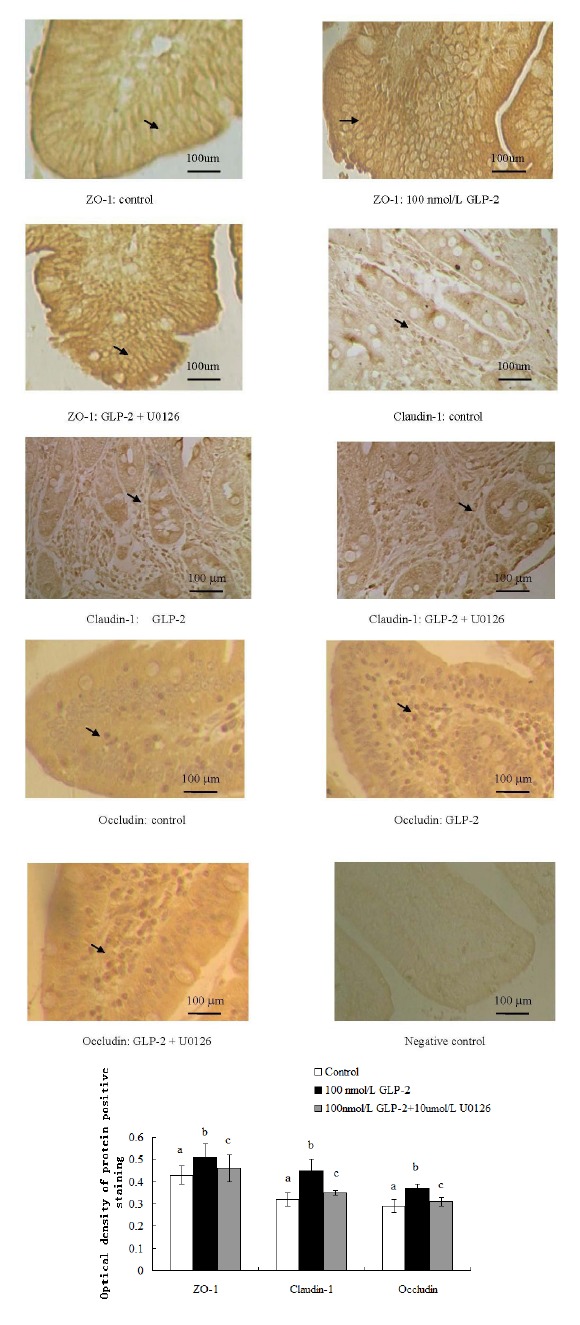 100um
100um
ZO-1: control
ZO-1: 100 nmol/L GLP-2
100um
100um
ZO-1: GLP-2 + U0126
Claudin-1: control
100 μm
100 μm
Claudin-1: GLP-2
Claudin-1: GLP-2 + U0126
100 μm
100 μm
Occludin: control
Occludin: GLP-2
100 μm
100 μm
Occludin: GLP-2 + U0126
Negative control
Control
100 nmol/L GLP-2
100nmol/L GLP-2+10umol/L U0126
Optical density of protein positive
staining
0.6
0.5
0.4
0.3
0.2
0.1
0
a
b
c
a
b
c
a
b
c
ZO-1
Claudin-1
Occludin